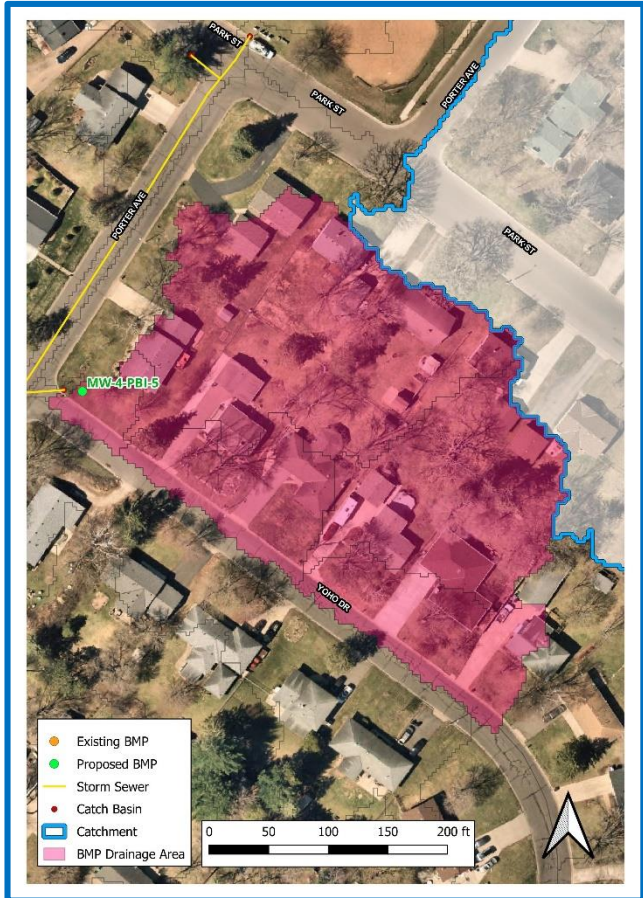 PARK ST
PARK ST
PORTER AVE
PORTER AVE
PARK ST
MW-4-PBI-5
YOHO DR
Existing BMP
Proposed BMP
Storm Sewer
Catch Basin
Catchment
BMP Drainage Area
0 50 100 150 200 ft